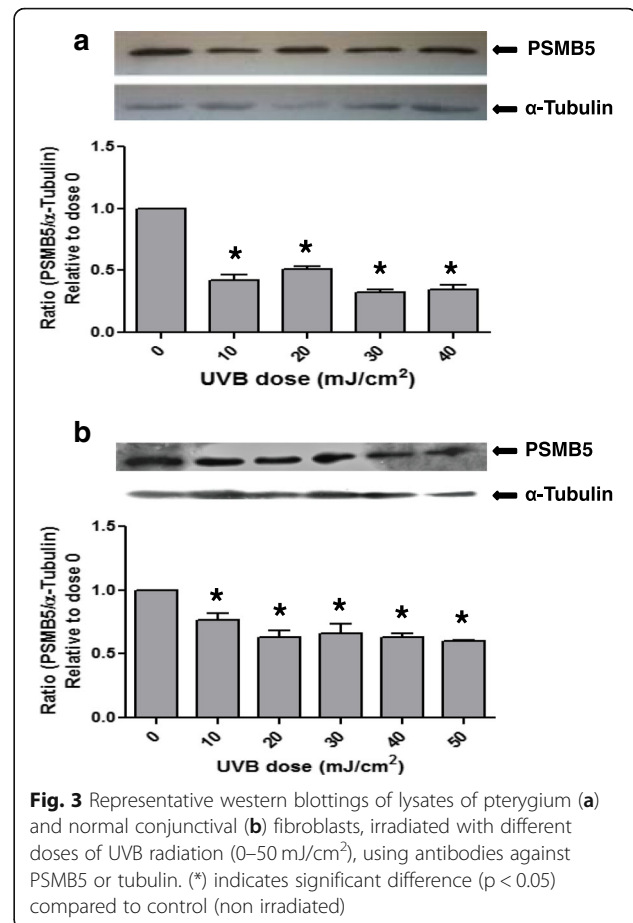 a
PSMB5
α-Tubulin
1.5
1.0
0.5
0.0
Ratio (PSMB5/α-Tubulin)
Relative to dose 0
* * * *
0 10 20 30 40
UVB dose (mJ/cm²)
b
PSMB5
α-Tubulin
1.5
1.0
0.5
0.0
Ratio (PSMB5/α-Tubulin)
Relative to dose 0
* * * * *
0 10 20 30 40 50
UVB dose (mJ/cm²)
Fig. 3 Representative western blottings of lysates of pterygium (a)
and normal conjunctival (b) fibroblasts, irradiated with different
doses of UVB radiation (0–50 mJ/cm²), using antibodies against
PSMB5 or tubulin. (*) indicates significant difference (p < 0.05)
compared to control (non irradiated)